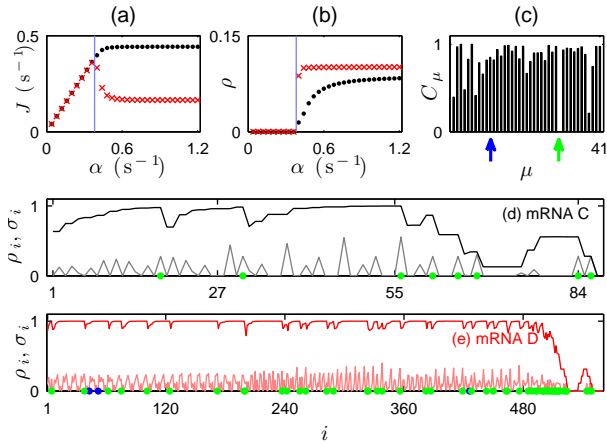 (a) (b) (c)
0.5 0.2 1
J (s⁻¹) ρ C_μ
0 0 0
0 0.6 1.2 0 0.6 1.2 1 41
α (s⁻¹) α (s⁻¹) μ
1 (d) mRNA C
ρ_i, σ_i
0
1 27 55 84
1 (e) mRNA D
ρ_i, σ_i
0
1 120 240 360 480
i